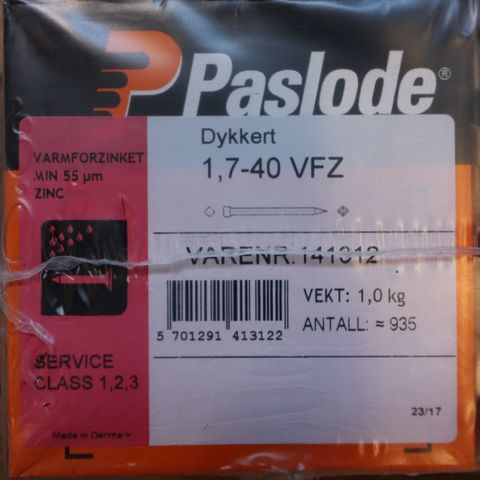 Paslode®
VARMFORZINKET
MIN 55 µm
ZINC
Dykkert
1,7-40 VFZ
VARENR. 141312
VEKT: 1,0 kg
ANTALL: ≈ 935
5 701291 413122
SERVICE
CLASS 1,2,3
23/17
Made in Denmark